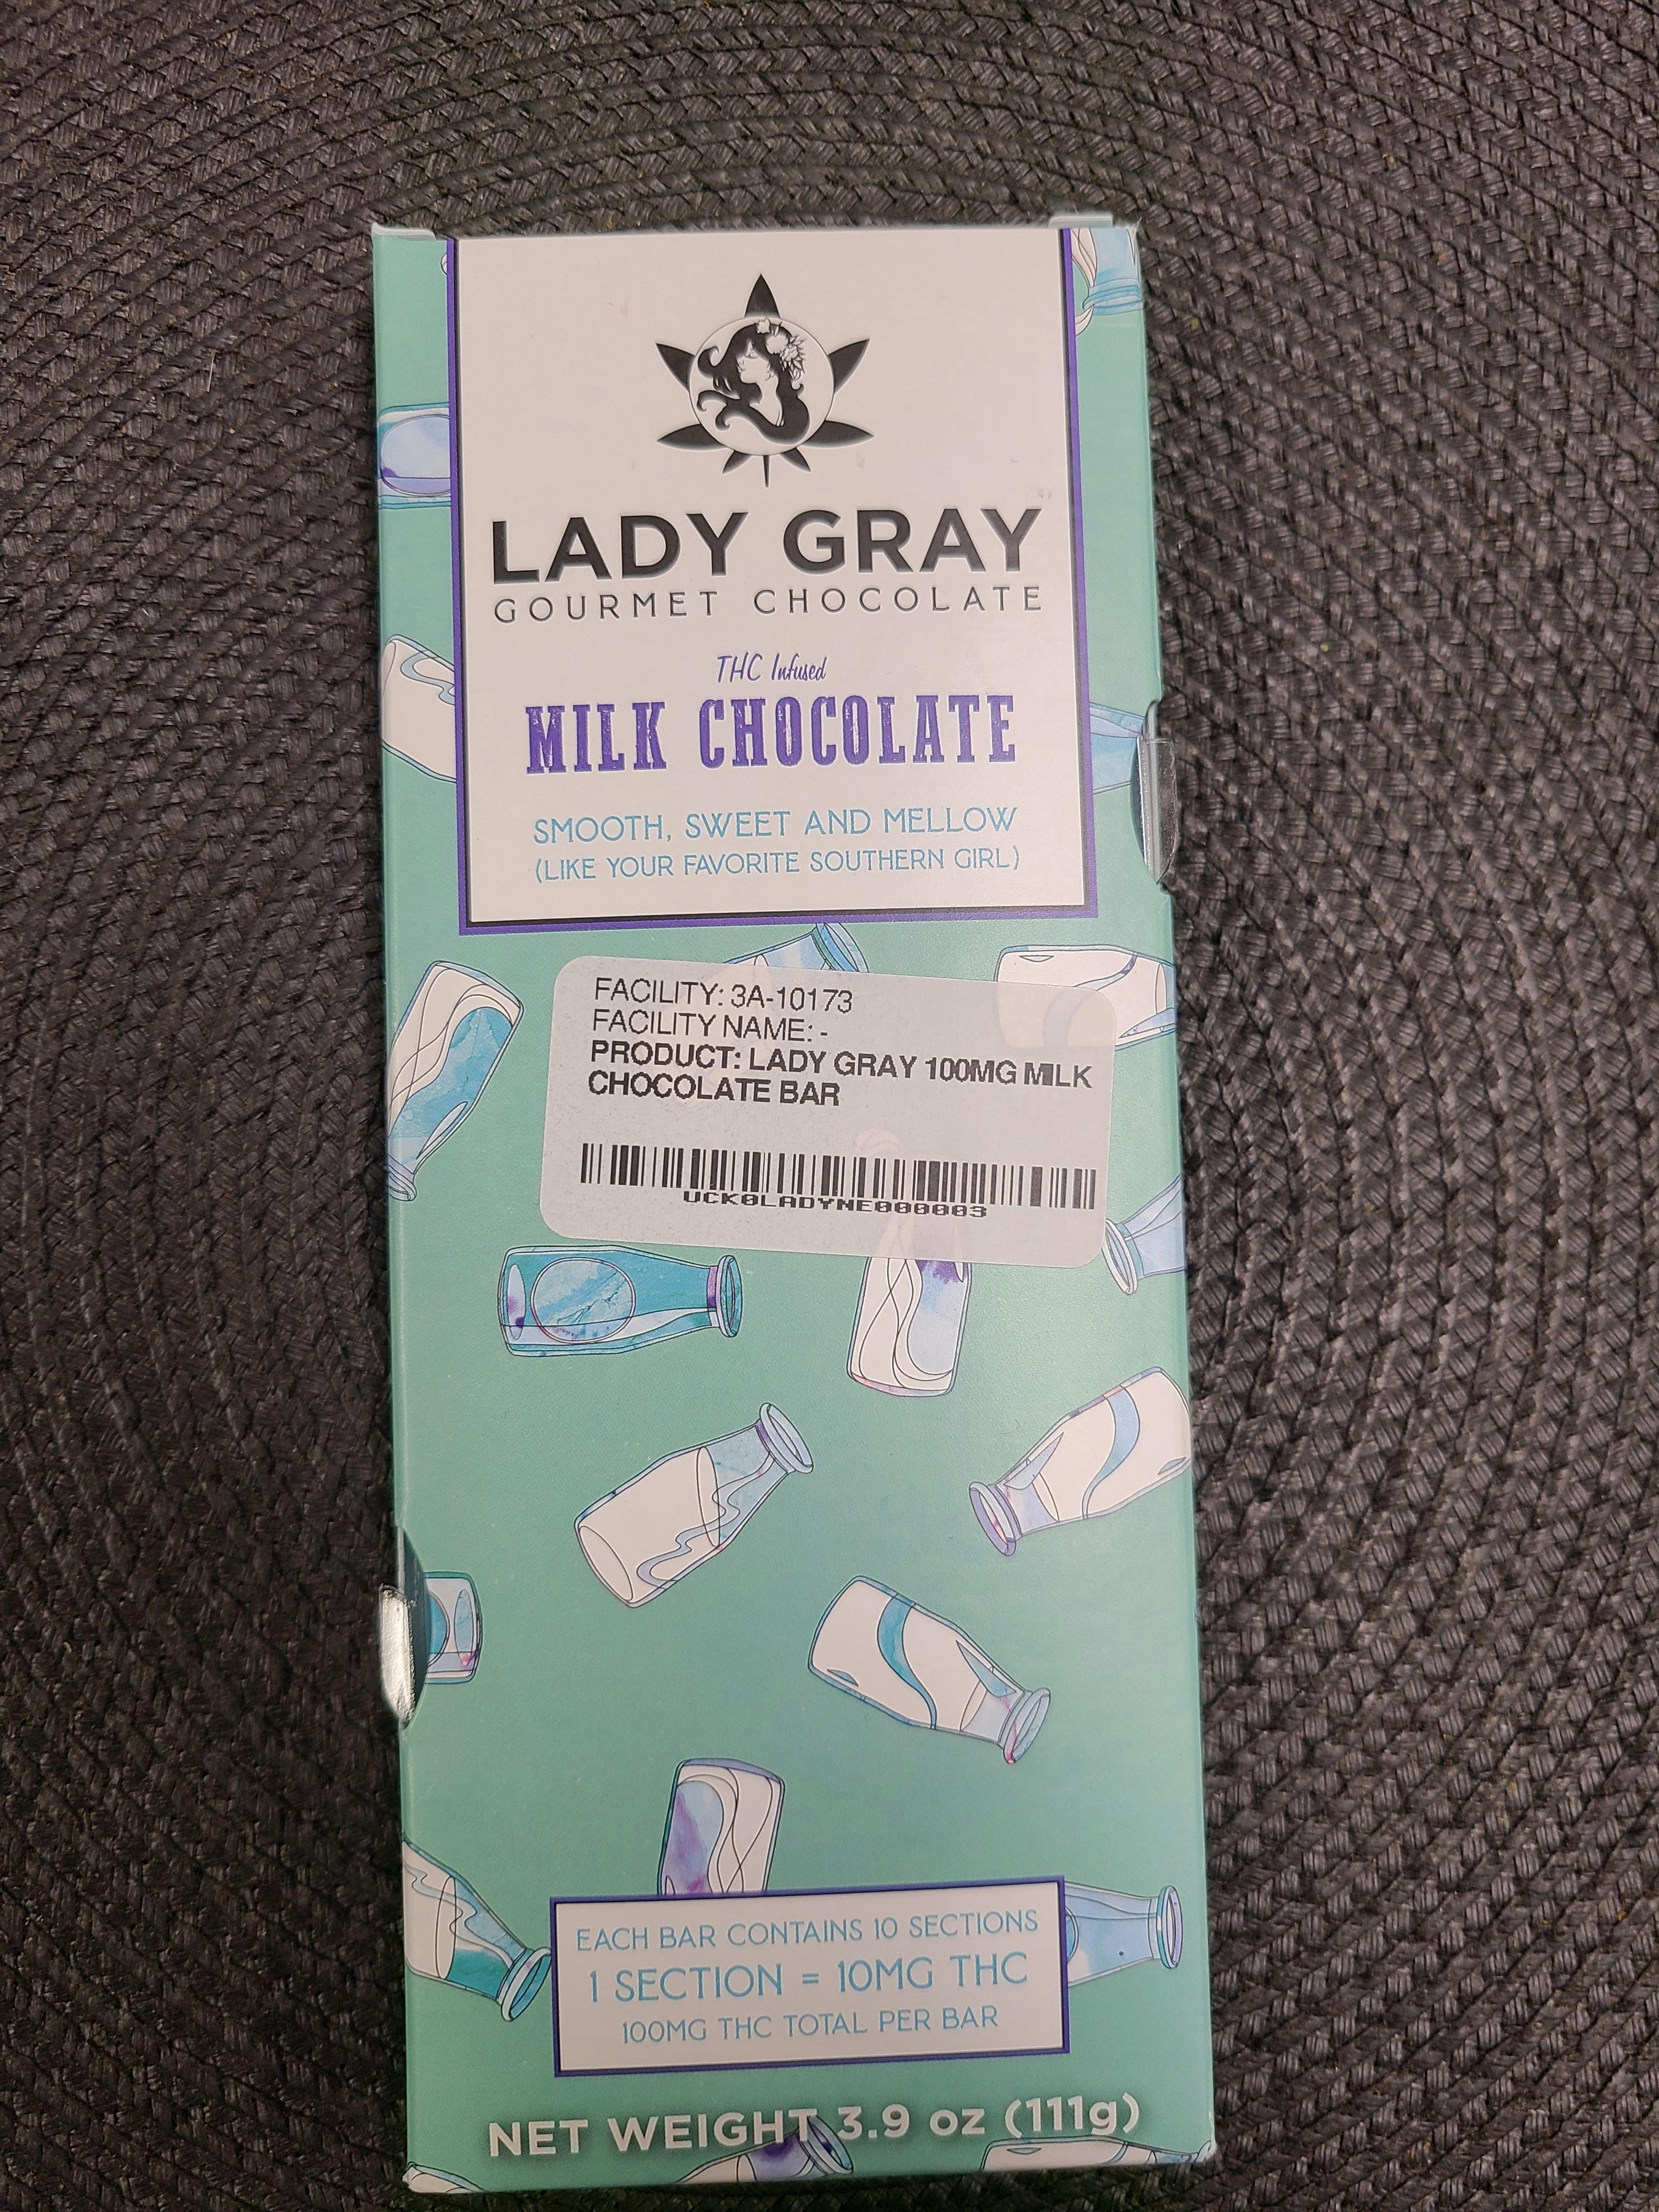 LADY GRAY
GOURMET CHOCOLATE
THC Infused
MILK CHOCOLATE
SMOOTH, SWEET AND MELLOW
(LIKE YOUR FAVORITE SOUTHERN GIRL)
FACILITY: 3A-10173
FACILITY NAME: -
PRODUCT: LADY GRAY 100MG MILK
CHOCOLATE BAR
UCK0LADYNE000003
EACH BAR CONTAINS 10 SECTIONS
1 SECTION = 10MG THC
100MG THC TOTAL PER BAR
NET WEIGHT 3.9 oz (111g)